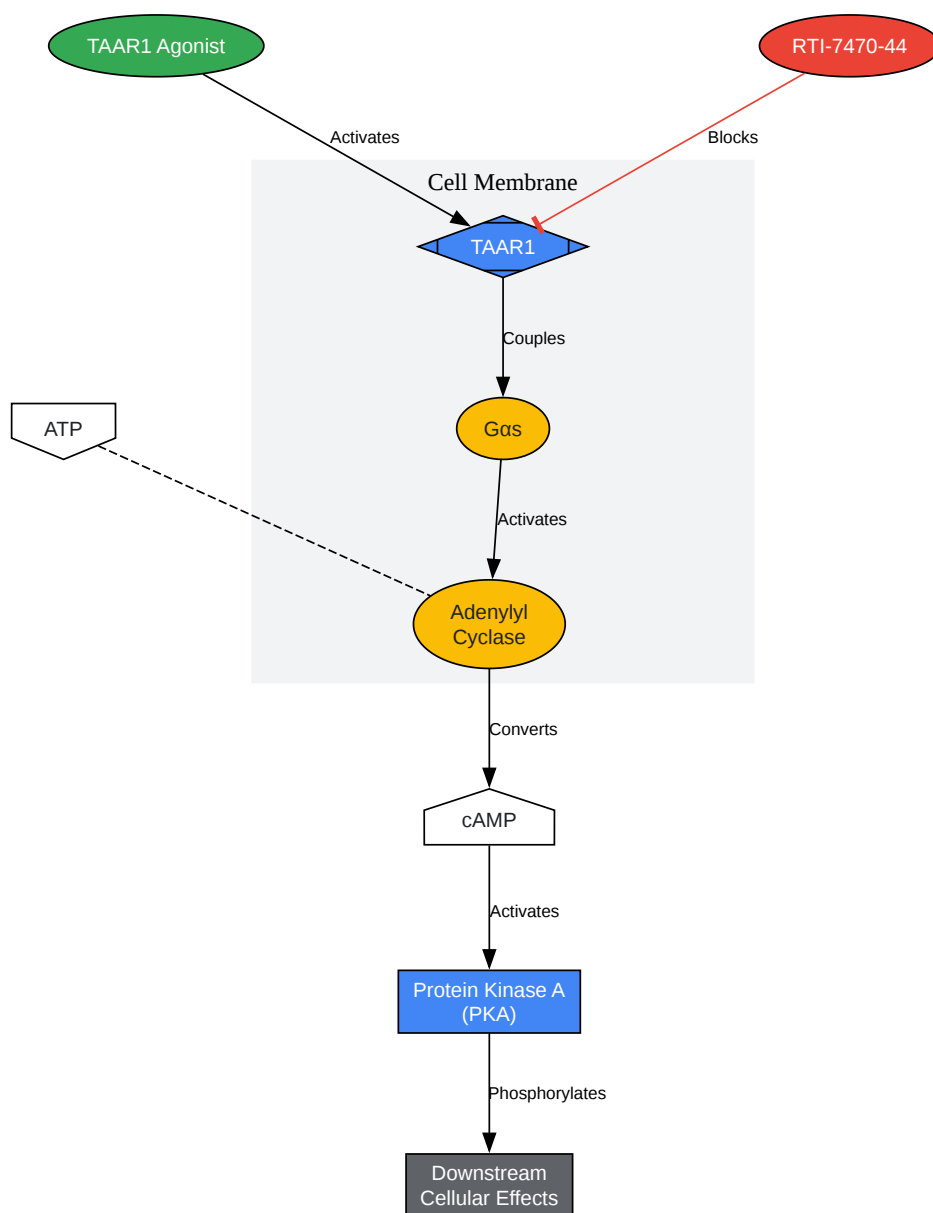 TAAR1 Agonist
RTI-7470-44
Activates
Blocks
Cell Membrane
TAAR1
Couples
Gαs
ATP
Activates
Adenylyl
Cyclase
Converts
cAMP
Activates
Protein Kinase A
(PKA)
Phosphorylates
Downstream
Cellular Effects